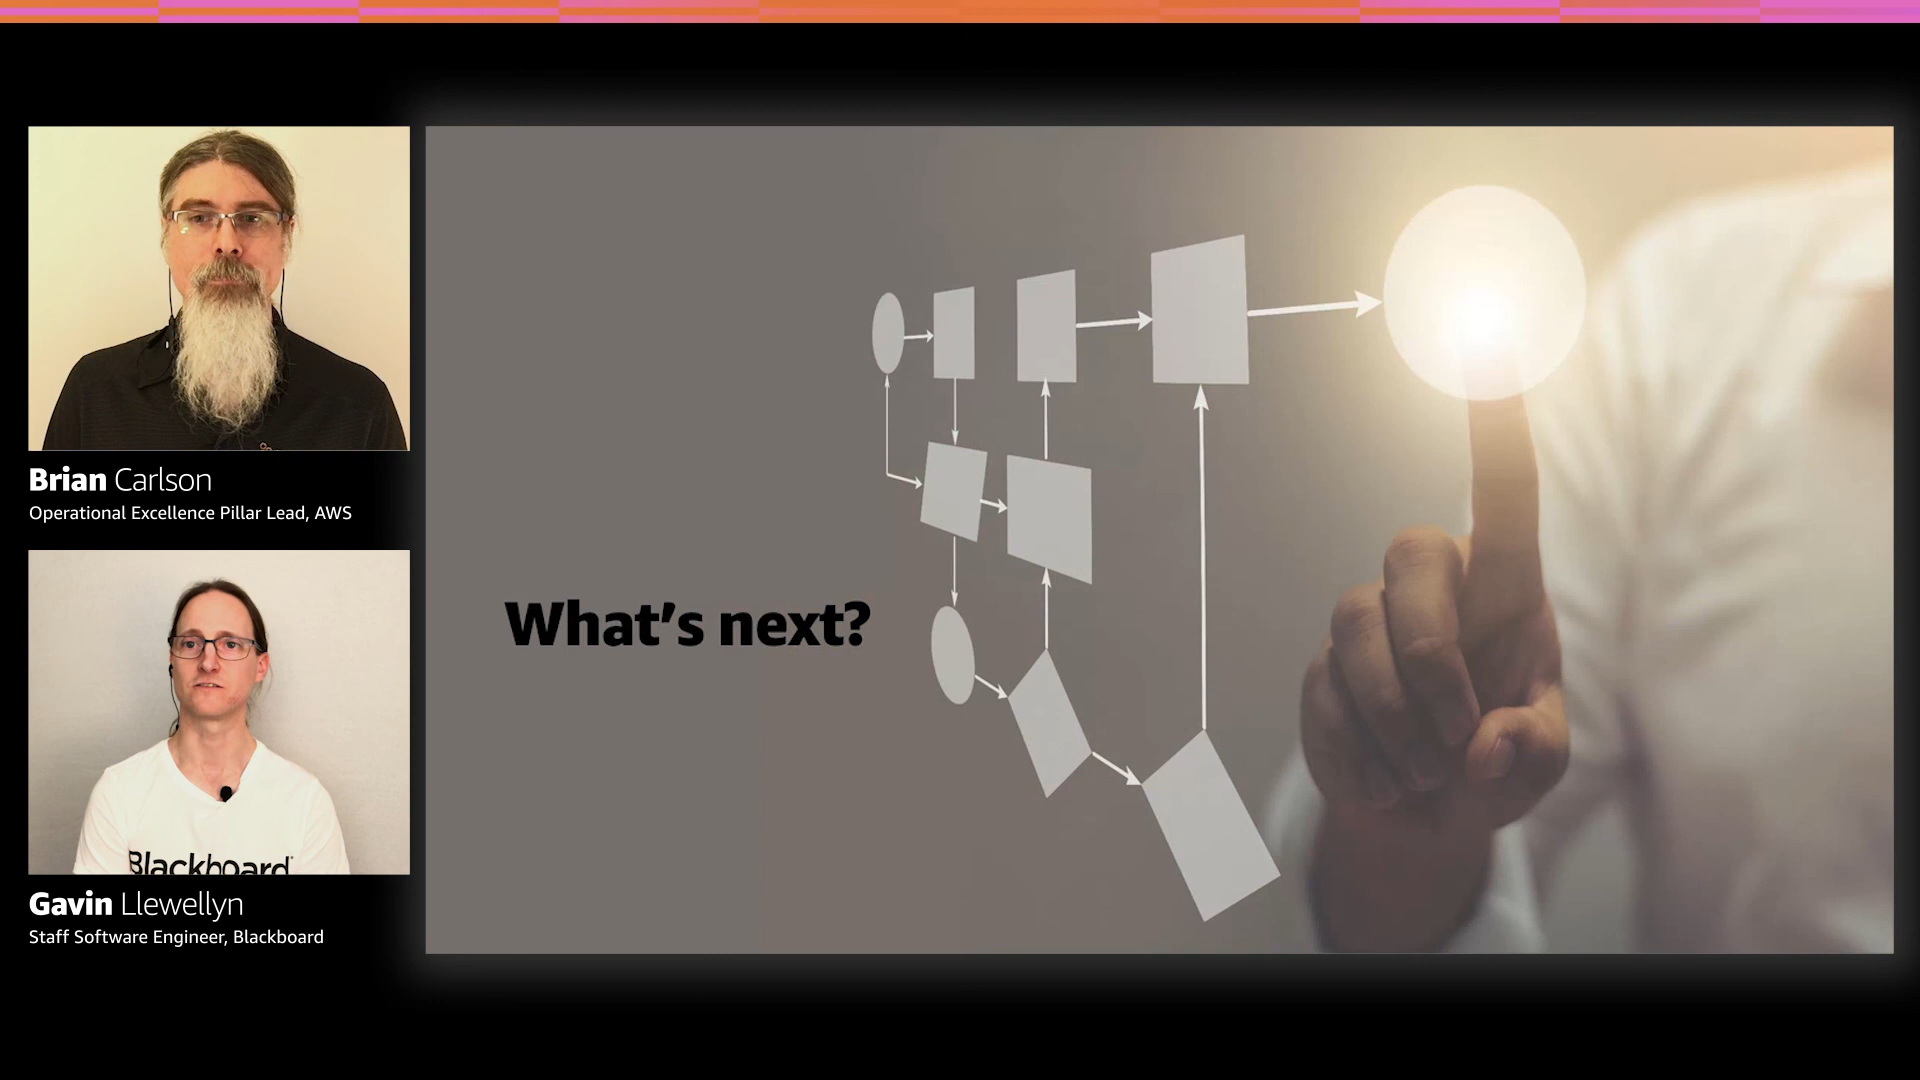 Brian Carlson
Operational Excellence Pillar Lead, AWS
What's next?
Blackboard
Gavin Llewellyn
Staff Software Engineer, Blackboard